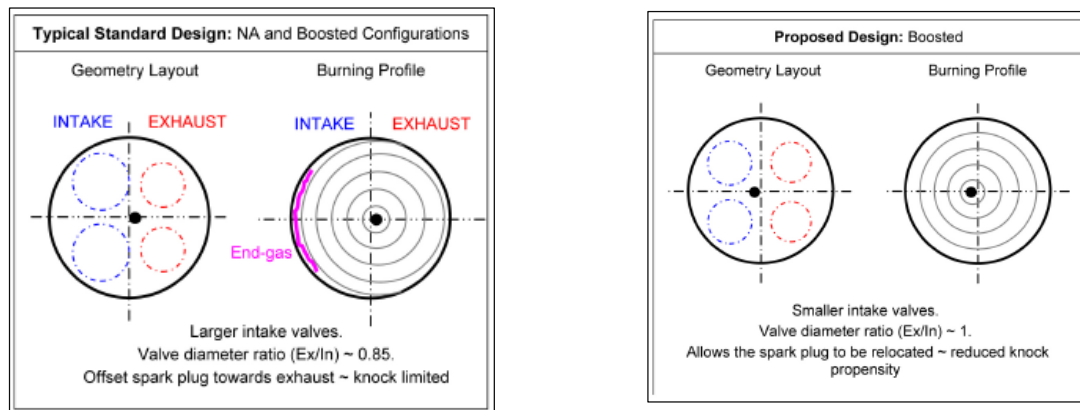 Typical Standard Design: NA and Boosted Configurations
Geometry Layout
Burning Profile
INTAKE
EXHAUST
INTAKE
EXHAUST
End-gas
Larger intake valves.
Valve diameter ratio (Ex/In) ~ 0.85.
Offset spark plug towards exhaust ~ knock limited
Proposed Design: Boosted
Geometry Layout
Burning Profile
Smaller intake valves.
Valve diameter ratio (Ex/In) ~ 1.
Allows the spark plug to be relocated ~ reduced knock
propensity